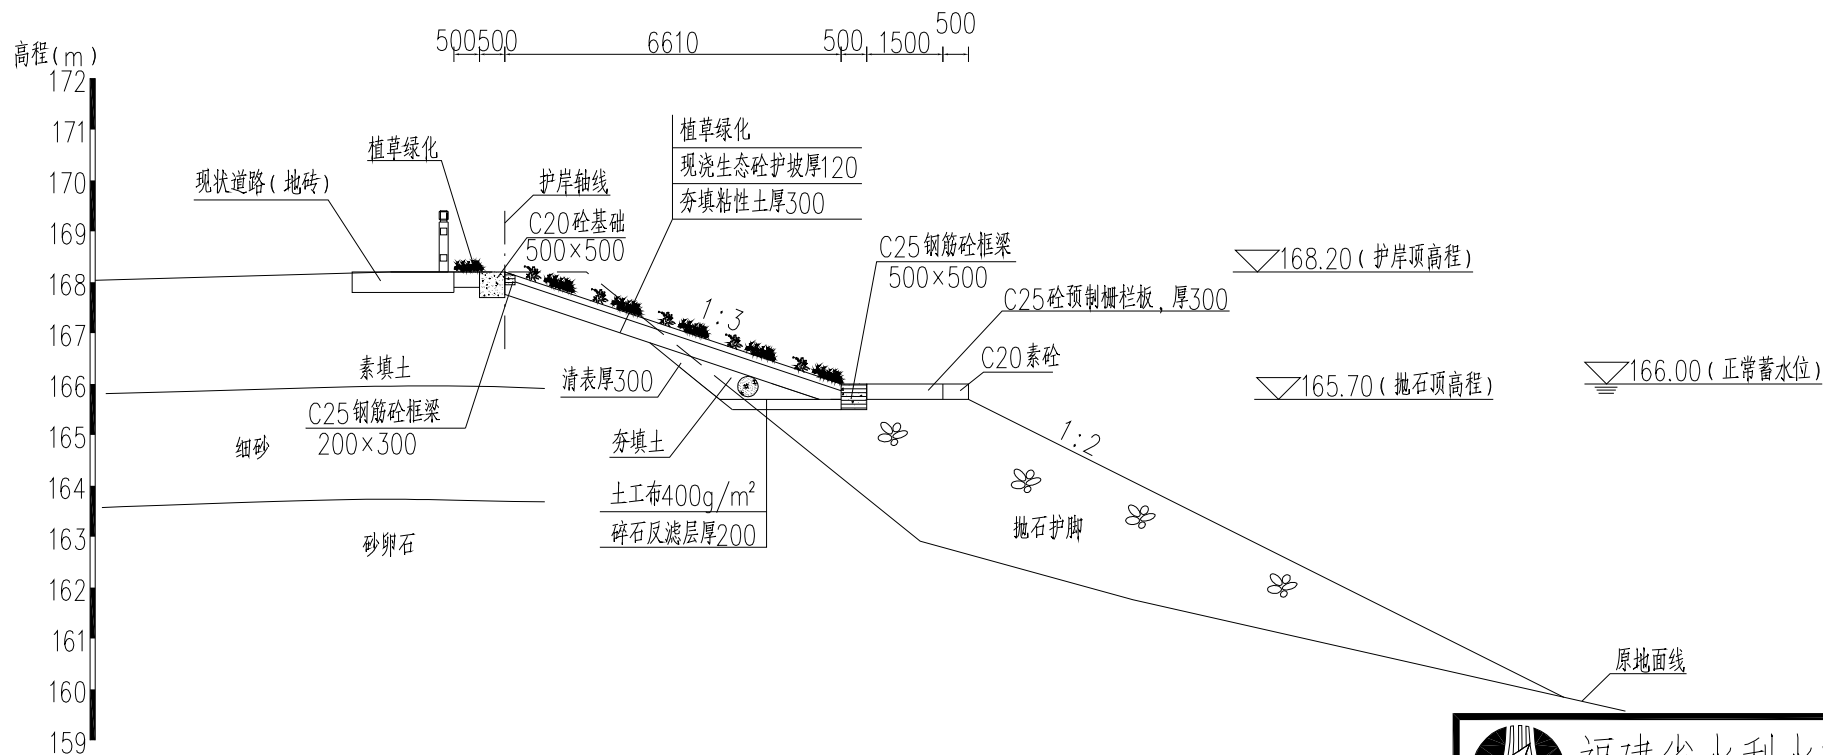 500
500
500
6610
500
1500
高程(m)
172
171
170
169
168
167
166
165
164
163
162
161
160
159
植草绿化
现浇生态砼护坡厚120
夯填粘性土厚300
植草绿化
现状道路(地砖)
护岸轴线
C20砼基础
500×500
C25钢筋砼框梁
500×500
168.20(护岸顶高程)
C25砼预制栅栏板,厚300
1:3
C20素砼
素填土
清表厚300
165.70(抛石顶高程)
166.00(正常蓄水位)
C25钢筋砼框梁
200×300
细砂
夯填土
1:2
土工布400g/m²
碎石反滤层厚200
砂卵石
抛石护脚
原地面线
福建省水利水